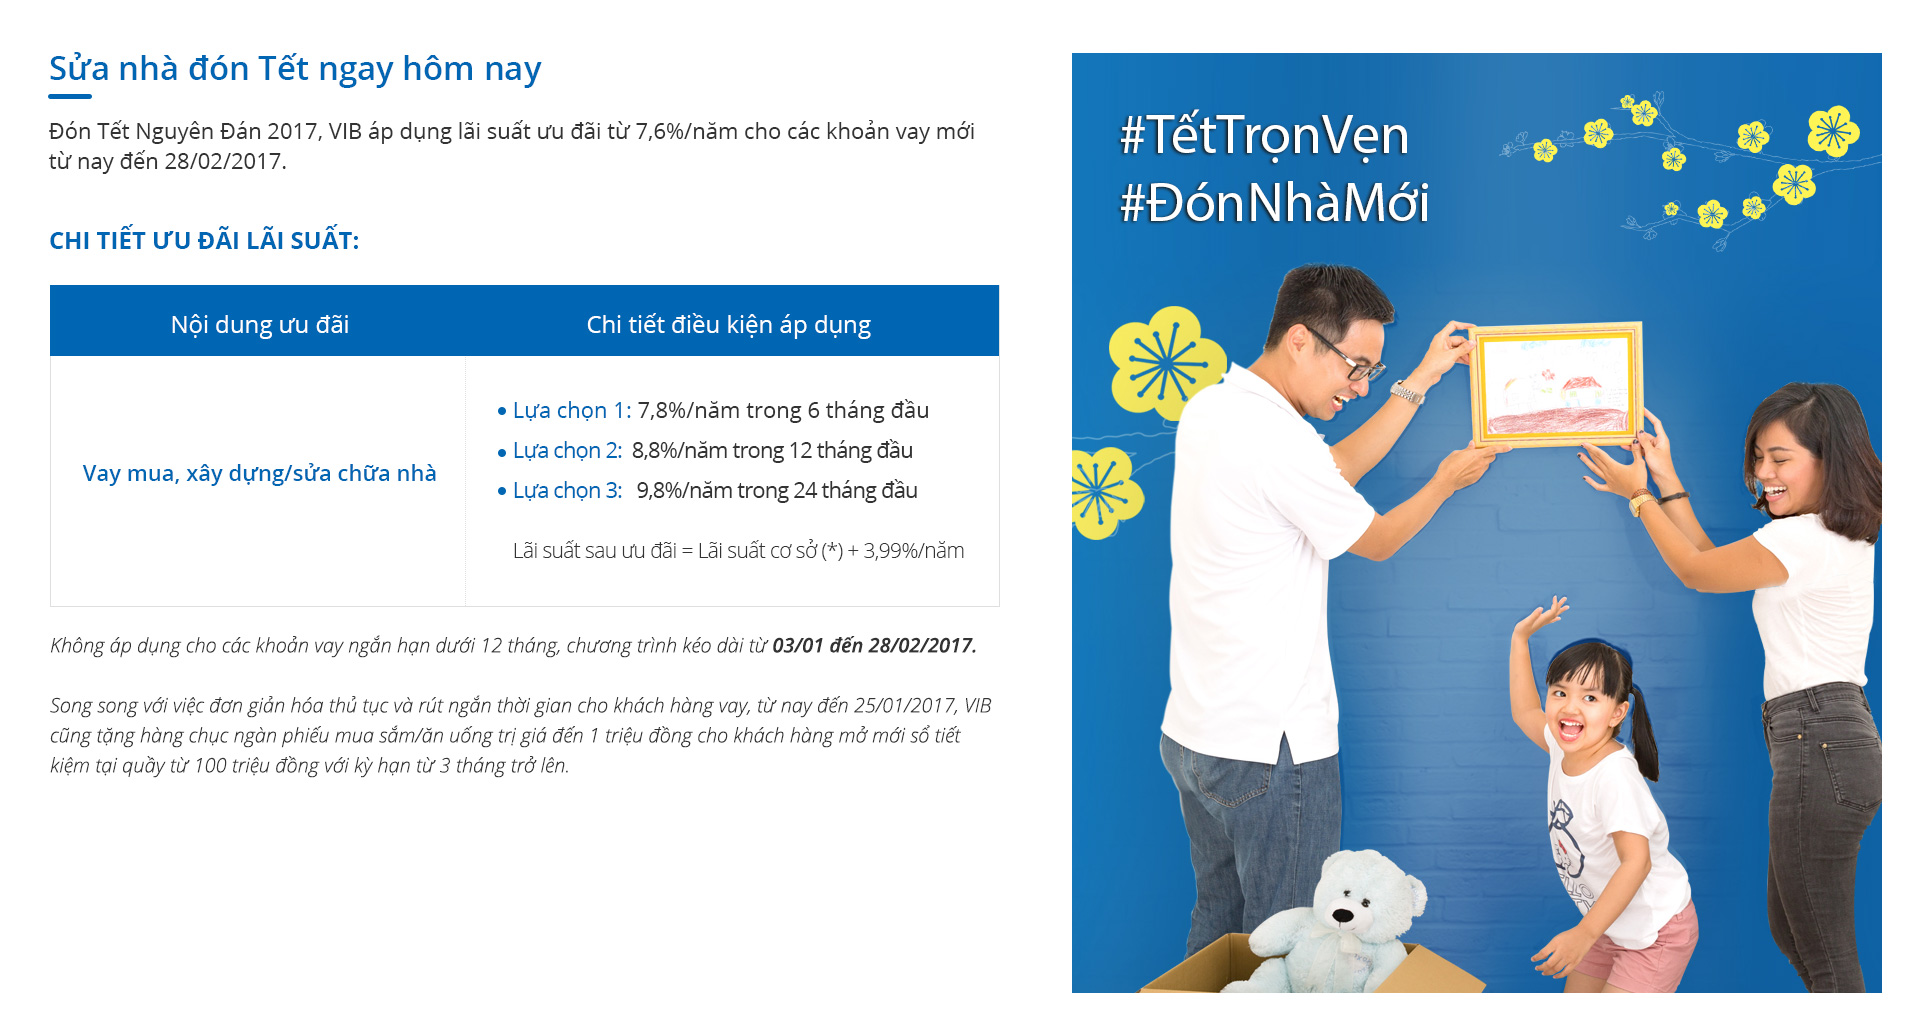 Sửa nhà đón Tết ngay hôm nay
Đón Tết Nguyên Đán 2017, VIB áp dụng lãi suất ưu đãi từ 7,6%/năm cho các khoản vay mới
từ nay đến 28/02/2017.
CHI TIẾT ƯU ĐÃI LÃI SUẤT:
Nội dung ưu đãi
Chi tiết điều kiện áp dụng
Vay mua, xây dựng/sửa chữa nhà
• Lựa chọn 1: 7,8%/năm trong 6 tháng đầu
• Lựa chọn 2: 8,8%/năm trong 12 tháng đầu
• Lựa chọn 3: 9,8%/năm trong 24 tháng đầu
Lãi suất sau ưu đãi = Lãi suất cơ sở (*) + 3,99%/năm
Không áp dụng cho các khoản vay ngắn hạn dưới 12 tháng, chương trình kéo dài từ 03/01 đến 28/02/2017.
Song song với việc đơn giản hóa thủ tục và rút ngắn thời gian cho khách hàng vay, từ nay đến 25/01/2017, VIB
cũng tặng hàng chục ngàn phiếu mua sắm/ăn uống trị giá đến 1 triệu đồng cho khách hàng mở mới sổ tiết
kiệm tại quầy từ 100 triệu đồng với kỳ hạn từ 3 tháng trở lên.
#TếtTrọnVẹn
#ĐónNhàMới